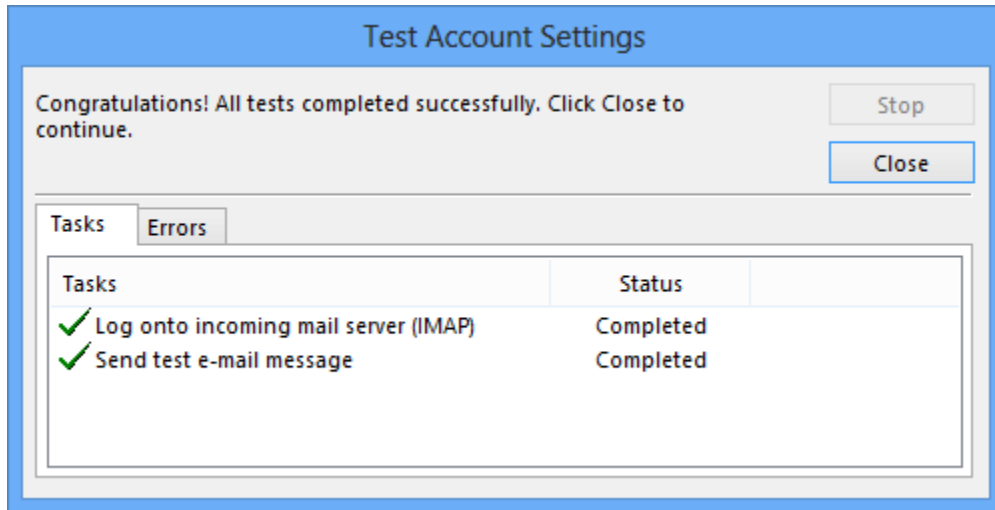 Test Account Settings
Congratulations! All tests completed successfully. Click Close to
continue.
Stop
Close
Tasks
Errors
Tasks Status
Log onto incoming mail server (IMAP) Completed
Send test e-mail message Completed